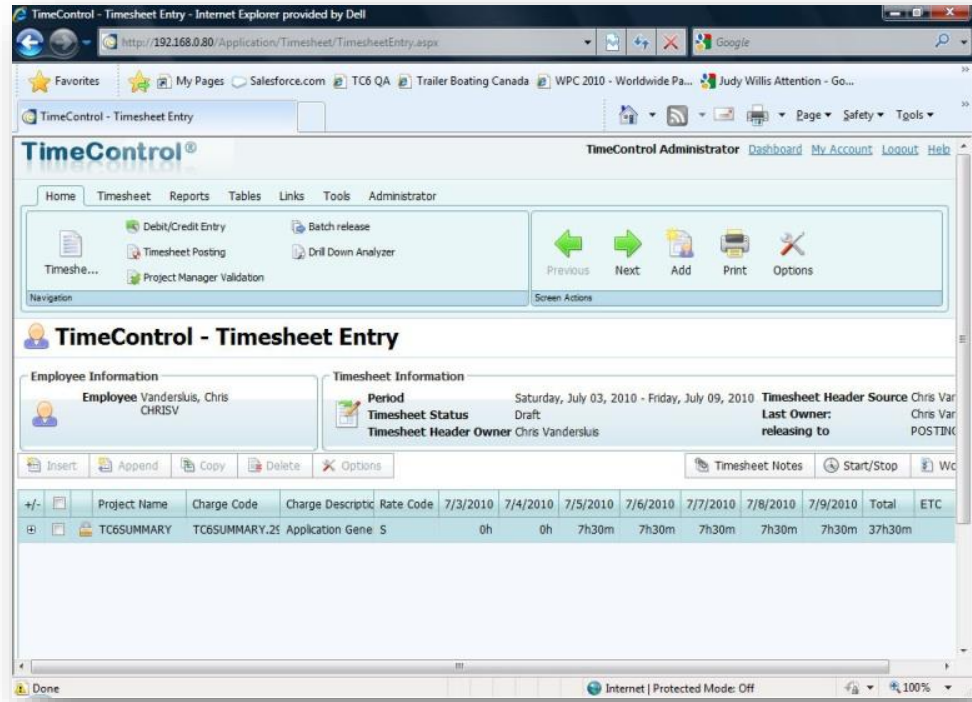 TimeControl - Timesheet Entry - Internet Explorer provided by Dell
http://192.168.0.80/Application/Timesheet/TimesheetEntry.aspx
Google
Favorites My Pages Salesforce.com TC6 QA Trailer Boating Canada WPC 2010 - Worldwide Pa... Judy Willis Attention - Go...
TimeControl - Timesheet Entry
Page Safety Tools
TimeControl®
TimeControl Administrator Dashboard My Account Logout Help
Home Timesheet Reports Tables Links Tools Administrator
Debit/Credit Entry Batch release
Timesheet Posting Drill Down Analyzer
Timeshe... Project Manager Validation
Previous Next Add Print Options
Navigation Screen Actions
TimeControl - Timesheet Entry
Employee Information Timesheet Information
Employee Vandersluis, Chris
CHRISV
Period Saturday, July 03, 2010 - Friday, July 09, 2010 Timesheet Header Source Chris Var
Timesheet Status Draft Last Owner: Chris Var
Timesheet Header Owner Chris Vandersluis releasing to POSTING
Insert Append Copy Delete Options Timesheet Notes Start/Stop Wo
+/- Project Name Charge Code Charge Descriptic Rate Code 7/3/2010 7/4/2010 7/5/2010 7/6/2010 7/7/2010 7/8/2010 7/9/2010 Total ETC
TC6SUMMARY TC6SUMMARY.29 Application Gene S 0h 0h 7h30m 7h30m 7h30m 7h30m 7h30m 37h30m
Done Internet | Protected Mode: Off 100%